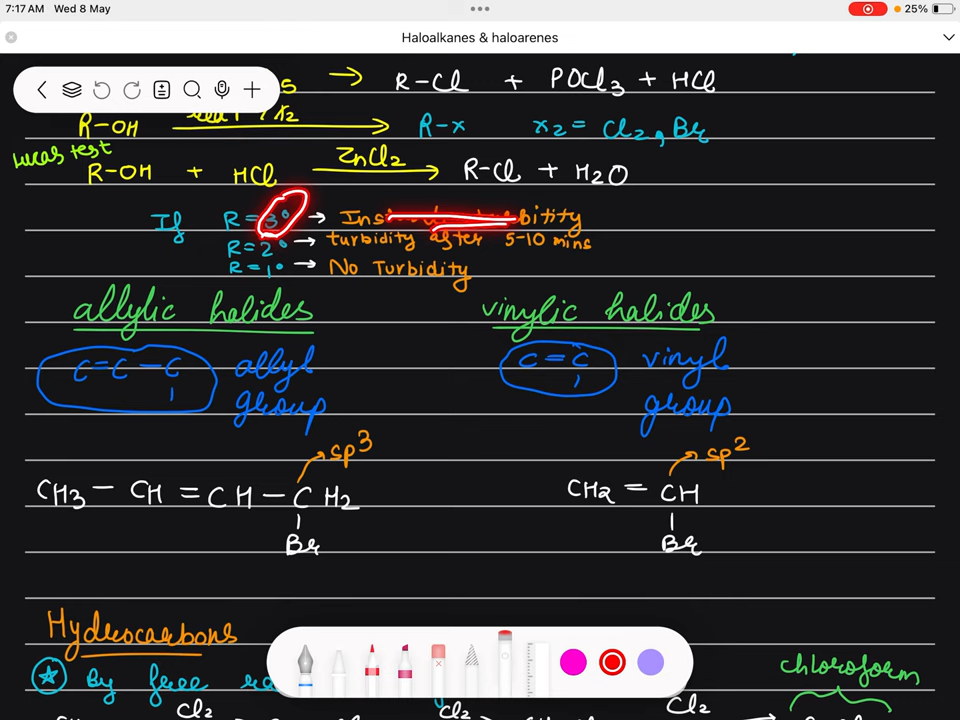 7:17 AM Wed 8 May
25%
Haloalkanes & haloarenes
→ R-Cl + POCl3 + HCl
R-OH → R-x x2 = Cl2, Br
Lucas test
R-OH + HCl ZnCl2 → R-Cl + H2O
If R = 3° →
R = 2° → turbidity after 5-10 mins
R = 1° → No Turbidity
allylic halides vinylic halides
C=C-C allyl group
C=C vinyl group
sp3 sp2
CH3 - CH = CH - CH2 CH2 = CH
Br Br
Hydrocarbons
chloroform
By free
Cl2 Cl2 Cl2